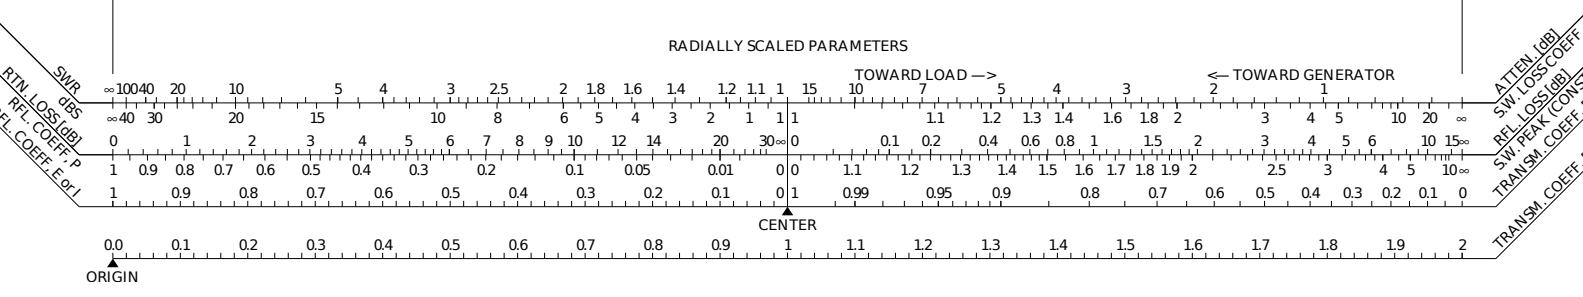 RADIALLY SCALED PARAMETERS
TOWARD LOAD —> <— TOWARD GENERATOR
SWR ∞ 100 40 20 10 5 4 3 2.5 2 1.8 1.6 1.4 1.2 1.1 1 15 10 7 5 4 3 2 1 ATTEN. [dB]
dBS ∞ 40 30 20 15 10 8 6 5 4 3 2 1 1 1 1.1 1.2 1.3 1.4 1.6 1.8 2 3 4 5 10 20 ∞ S.W. LOSS COEFF
RTN. LOSS [dB] 0 1 2 3 4 5 6 7 8 9 10 12 14 20 30 ∞ 0 0.1 0.2 0.4 0.6 0.8 1 1.5 2 3 4 5 6 10 15 ∞ RFL. LOSS [dB]
RFL. COEFF, P 1 0.9 0.8 0.7 0.6 0.5 0.4 0.3 0.2 0.1 0.05 0.01 0 0 1.1 1.2 1.3 1.4 1.5 1.6 1.7 1.8 1.9 2 2.5 3 4 5 10 ∞ S.W. PEAK (CONST
FL. COEFF, E or I 1 0.9 0.8 0.7 0.6 0.5 0.4 0.3 0.2 0.1 0 1 0.99 0.95 0.9 0.8 0.7 0.6 0.5 0.4 0.3 0.2 0.1 0 TRANSM. COEFF,
CENTER
0.0 0.1 0.2 0.3 0.4 0.5 0.6 0.7 0.8 0.9 1 1.1 1.2 1.3 1.4 1.5 1.6 1.7 1.8 1.9 2 TRANSM. COEFF,
ORIGIN